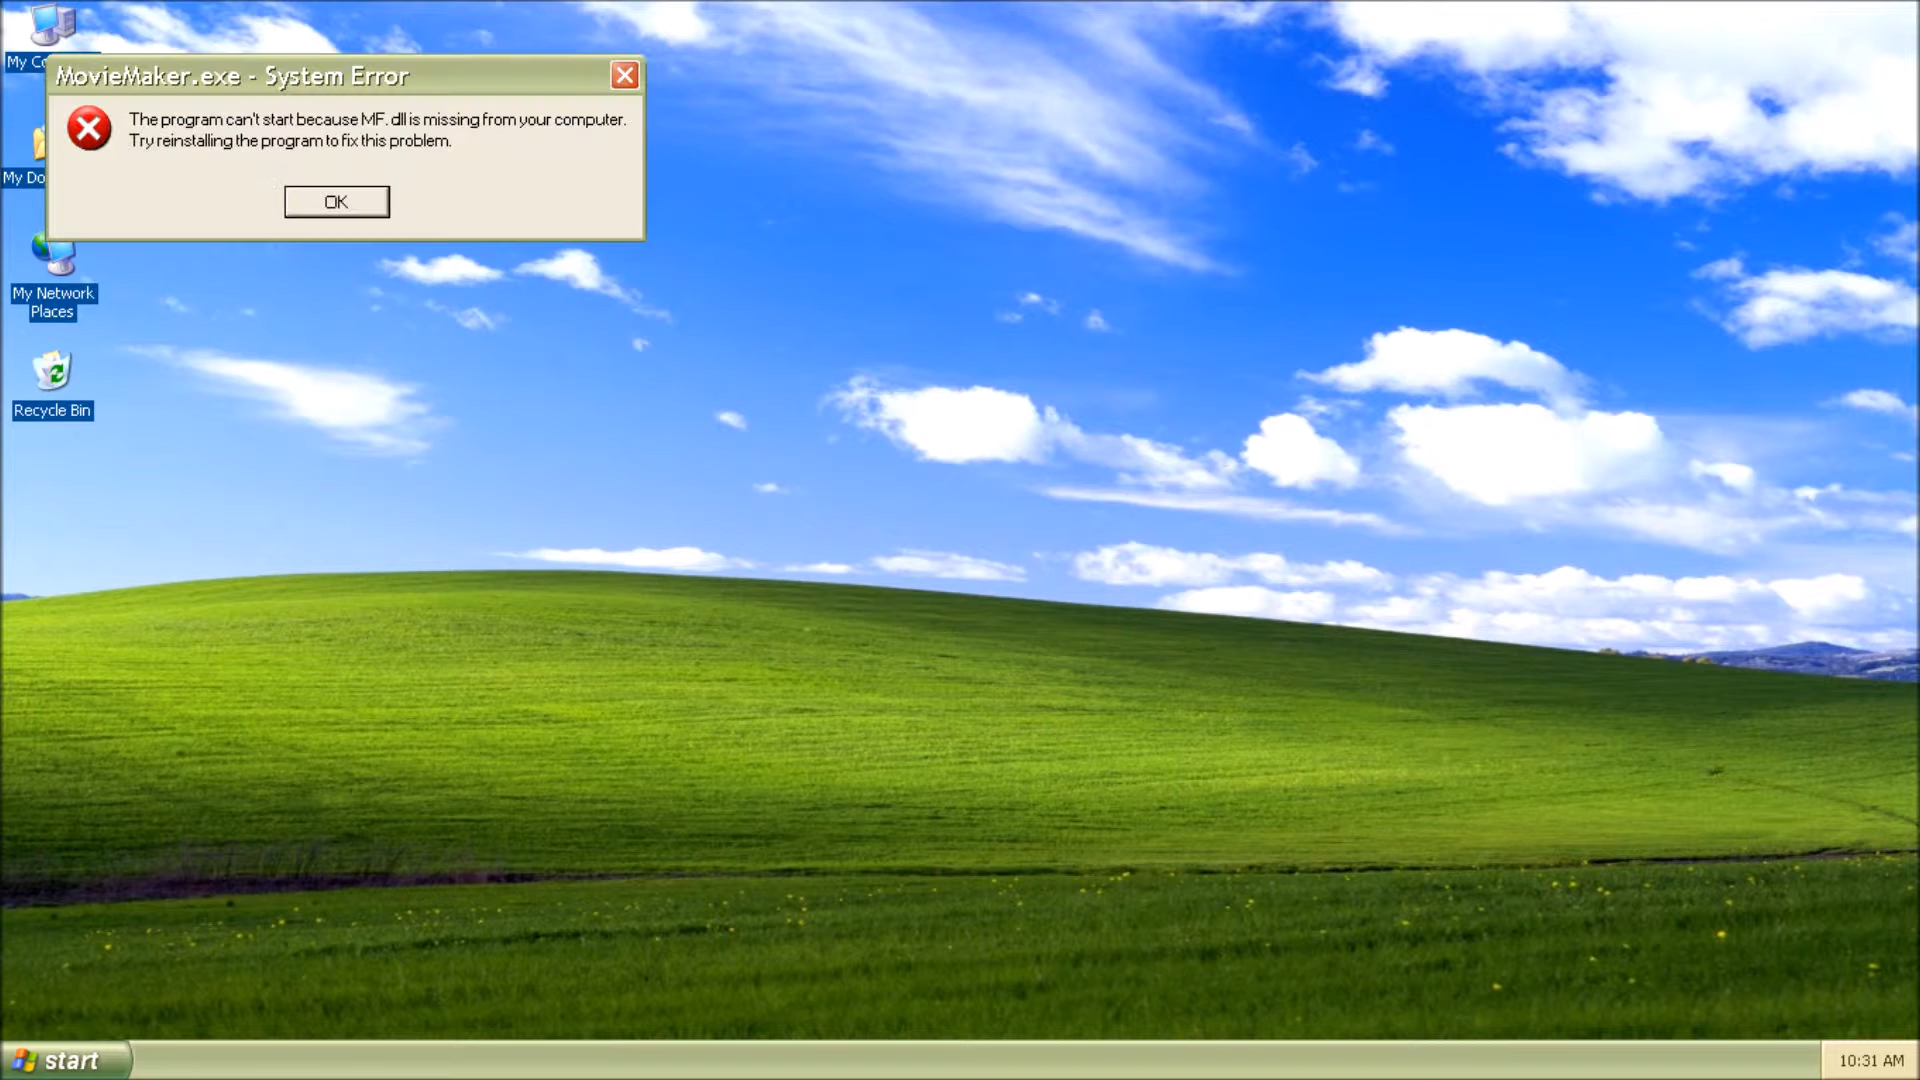 My Co
MovieMaker.exe - System Error
The program can't start because MF.dll is missing from your computer.
Try reinstalling the program to fix this problem.
OK
My Do
My Network
Places
Recycle Bin
start
10:31 AM